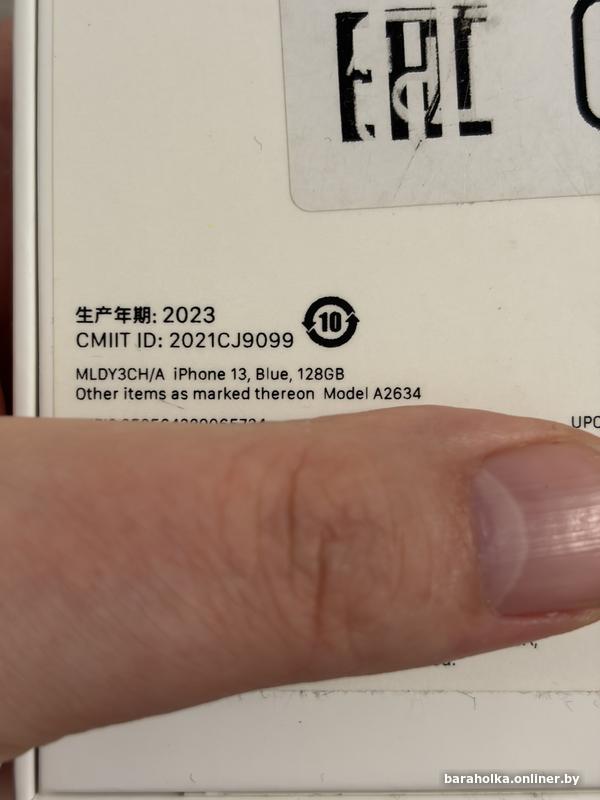 EAC
生产年期: 2023
CMIIT ID: 2021CJ9099
10
MLDY3CH/A iPhone 13, Blue, 128GB
Other items as marked thereon Model A2634
UPC
baraholka.onliner.by